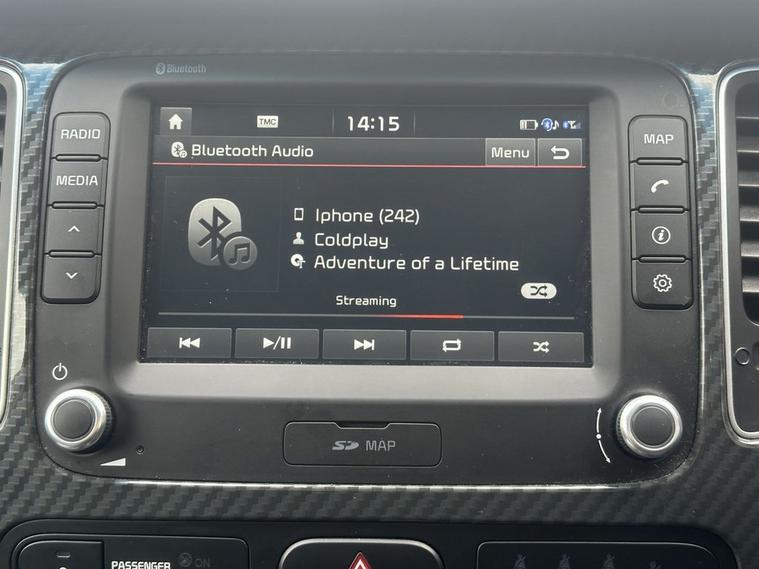 Bluetooth
RADIO
MEDIA
TMC
14:15
Bluetooth Audio
Menu
Iphone (242)
Coldplay
Adventure of a Lifetime
Streaming
MAP
SD MAP
PASSENGER
ON